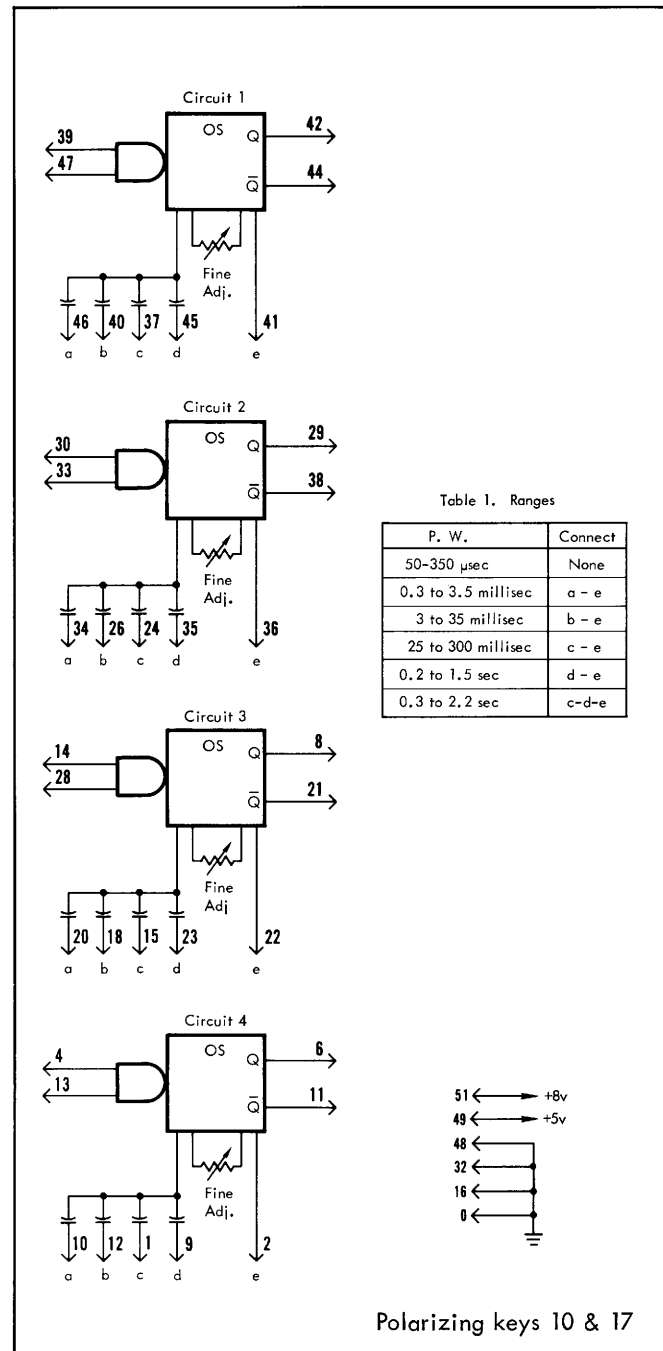 Circuit 1
OS
39
47
Q
42
Q̅
44
Fine
Adj.
46
40
37
45
41
a
b
c
d
e
Circuit 2
OS
30
33
Q
29
Q̅
38
Fine
Adj.
34
26
24
35
36
a
b
c
d
e
Table 1. Ranges
P. W. Connect
50-350 μsec None
0.3 to 3.5 millisec a - e
3 to 35 millisec b - e
25 to 300 millisec c - e
0.2 to 1.5 sec d - e
0.3 to 2.2 sec c-d-e
Circuit 3
OS
14
28
Q
8
Q̅
21
Fine
Adj
20
18
15
23
22
a
b
c
d
e
Circuit 4
OS
4
13
Q
6
Q̅
11
Fine
Adj.
10
12
1
9
2
a
b
c
d
e
51 +8v
49 +5v
48
32
16
0
Polarizing keys 10 & 17